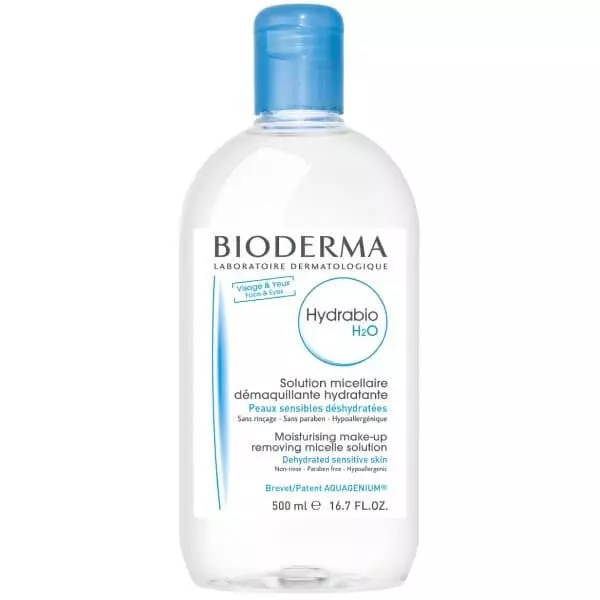 BIODERMA
LABORATOIRE DERMATOLOGIQUE
Visage & Yeux
Face & Eyes
Hydrabio
H2O
Solution micellaire
démaquillante hydratante
Peaux sensibles déshydratées
- Sans rinçage - Sans paraben - Hypoallergénique
Moisturising make-up
removing micelle solution
Dehydrated sensitive skin
Non-rinse - Paraben free - Hypoallergenic
Brevet/Patent AQUAGENIUM®
500 ml ℮ 16.7 FL.OZ.